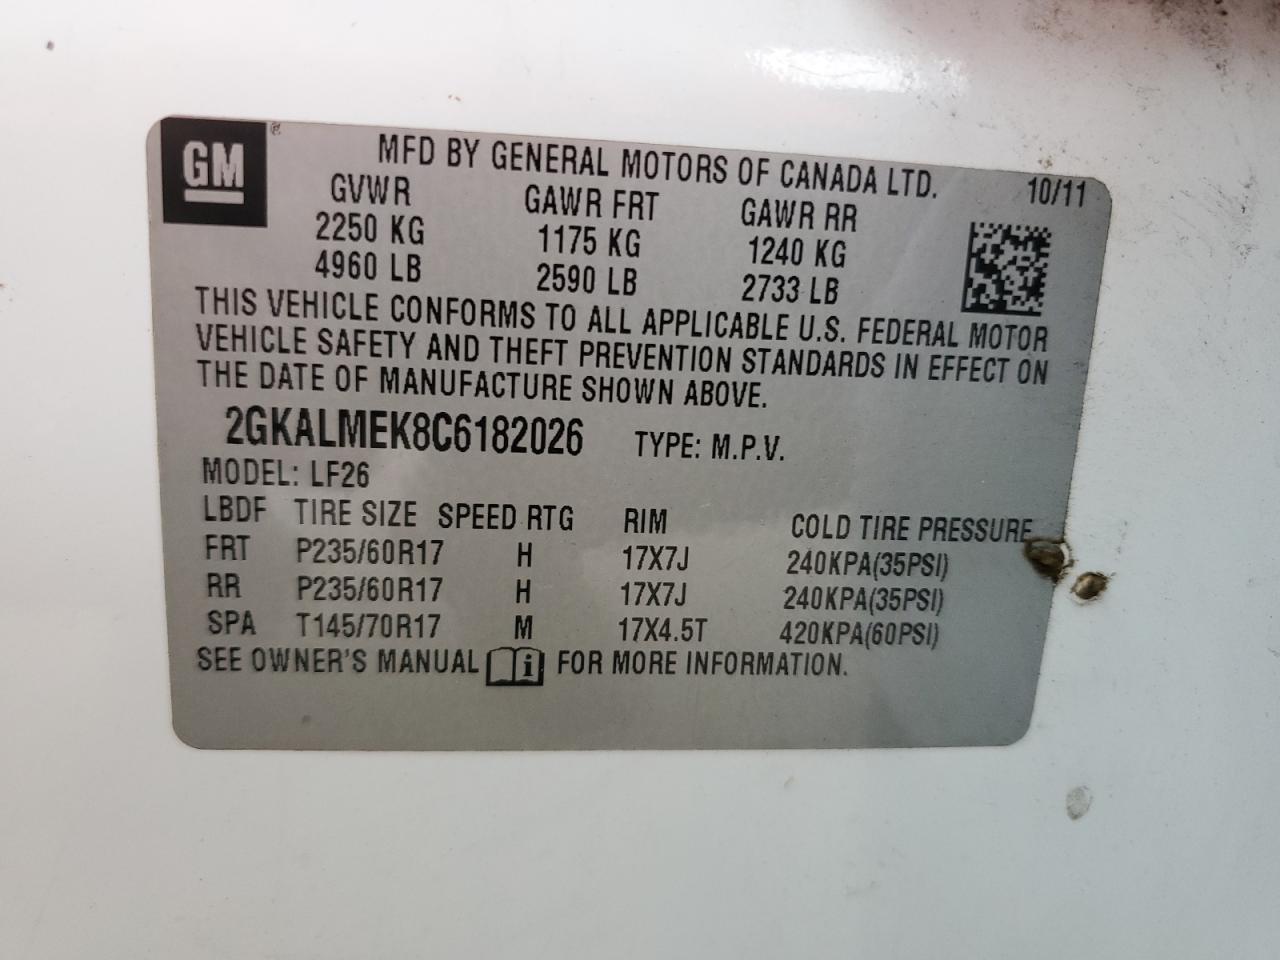 GM ®
MFD BY GENERAL MOTORS OF CANADA LTD. 10/11
GVWR GAWR FRT GAWR RR
2250 KG 1175 KG 1240 KG
4960 LB 2590 LB 2733 LB
THIS VEHICLE CONFORMS TO ALL APPLICABLE U.S. FEDERAL MOTOR
VEHICLE SAFETY AND THEFT PREVENTION STANDARDS IN EFFECT ON
THE DATE OF MANUFACTURE SHOWN ABOVE.
2GKALMEK8C6182026 TYPE: M.P.V.
MODEL: LF26
LBDF TIRE SIZE SPEED RTG RIM COLD TIRE PRESSURE
FRT P235/60R17 H 17X7J 240KPA(35PSI)
RR P235/60R17 H 17X7J 240KPA(35PSI)
SPA T145/70R17 M 17X4.5T 420KPA(60PSI)
SEE OWNER'S MANUAL i FOR MORE INFORMATION.